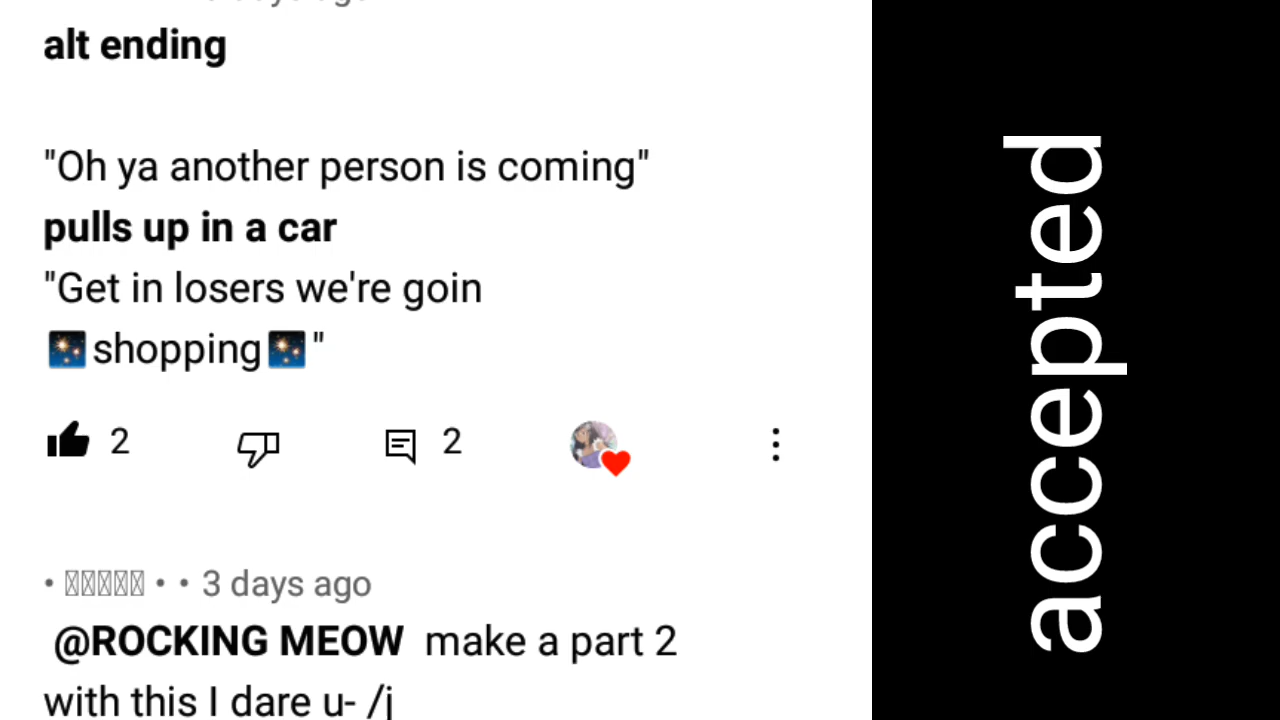 alt ending
"Oh ya another person is coming"
pulls up in a car
"Get in losers we're goin
🎇shopping🎇"
2
2
• • • 3 days ago
@ROCKING MEOW make a part 2
with this I dare u- /j
accepted